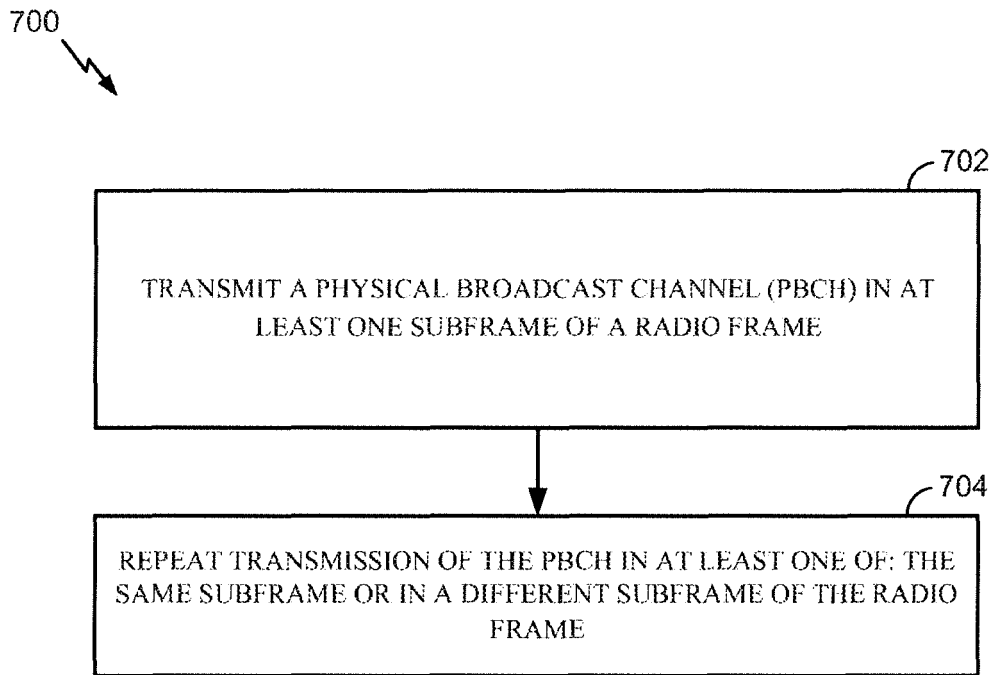 700
702
TRANSMIT A PHYSICAL BROADCAST CHANNEL (PBCH) IN AT
LEAST ONE SUBFRAME OF A RADIO FRAME
704
REPEAT TRANSMISSION OF THE PBCH IN AT LEAST ONE OF: THE
SAME SUBFRAME OR IN A DIFFERENT SUBFRAME OF THE RADIO
FRAME